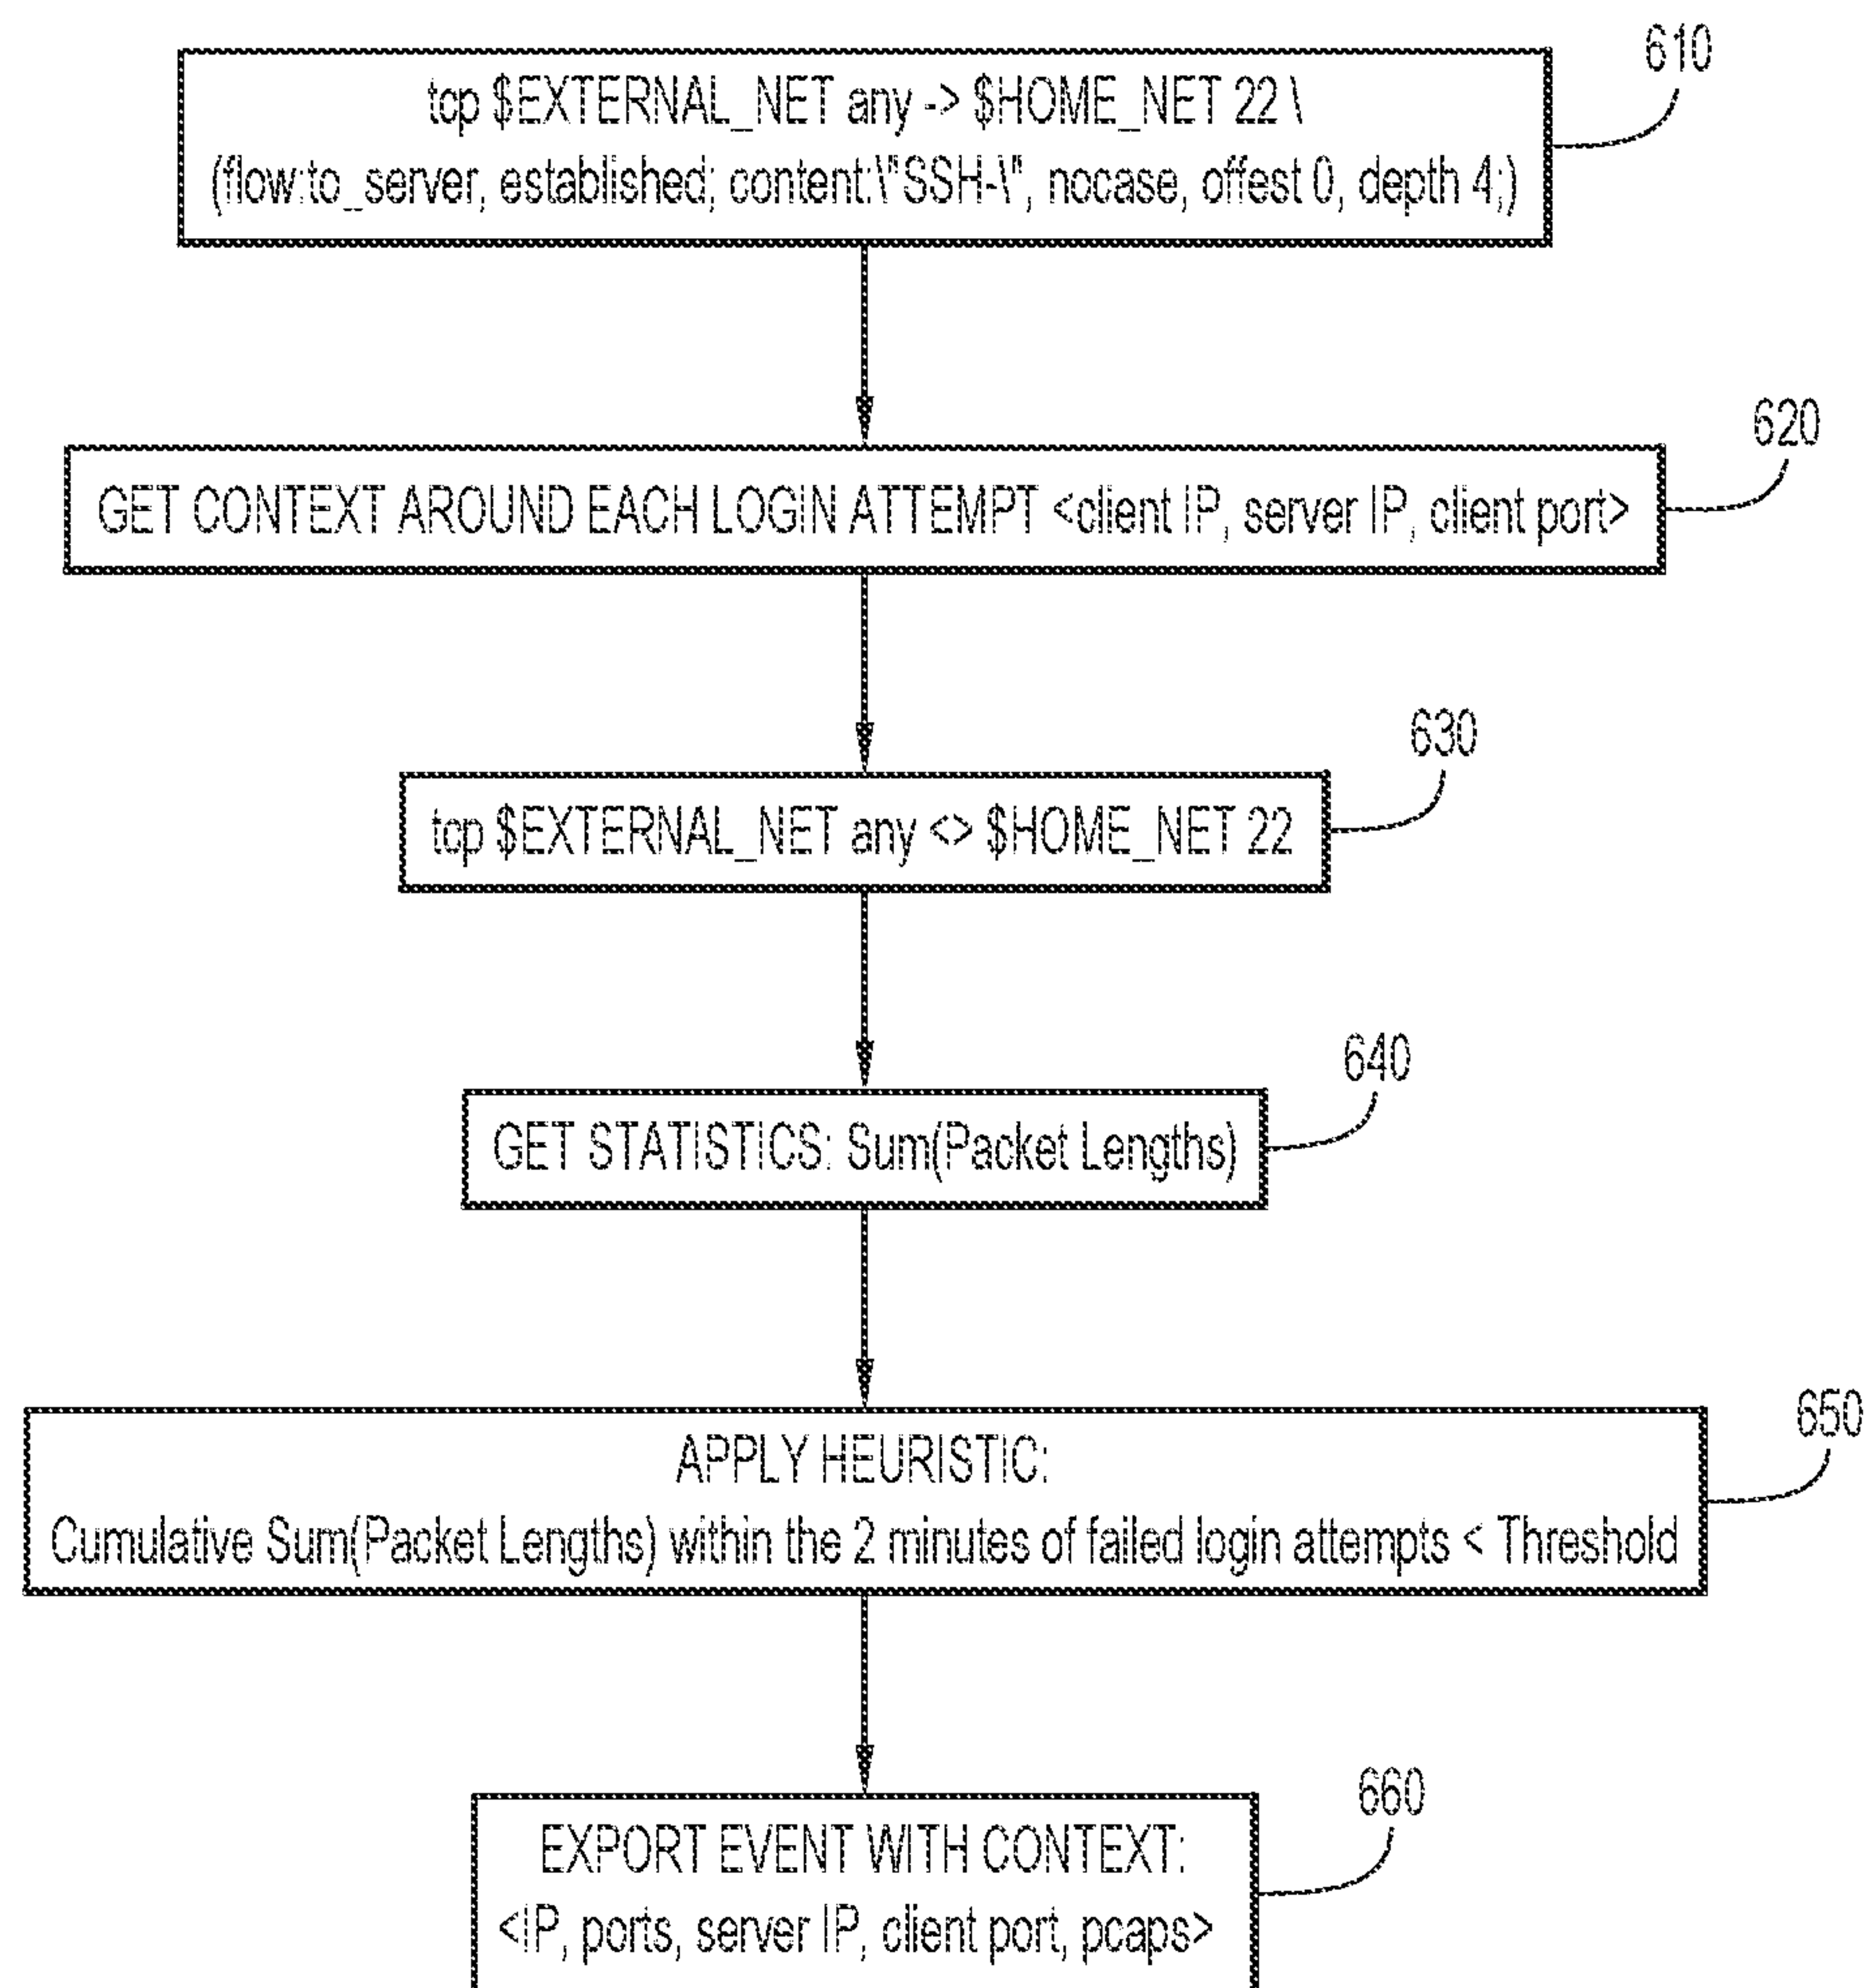 610
tcp $EXTERNAL_NET any -> $HOME_NET 22 \
(flow:to_server, established; content:\"SSH-\", nocase, offest 0, depth 4;)
620
GET CONTEXT AROUND EACH LOGIN ATTEMPT <client IP, server IP, client port>
630
tcp $EXTERNAL_NET any <> $HOME_NET 22
640
GET STATISTICS: Sum(Packet Lengths)
650
APPLY HEURISTIC:
Cumulative Sum(Packet Lengths) within the 2 minutes of failed login attempts < Threshold
660
EXPORT EVENT WITH CONTEXT:
<IP, ports, server IP, client port, pcaps>